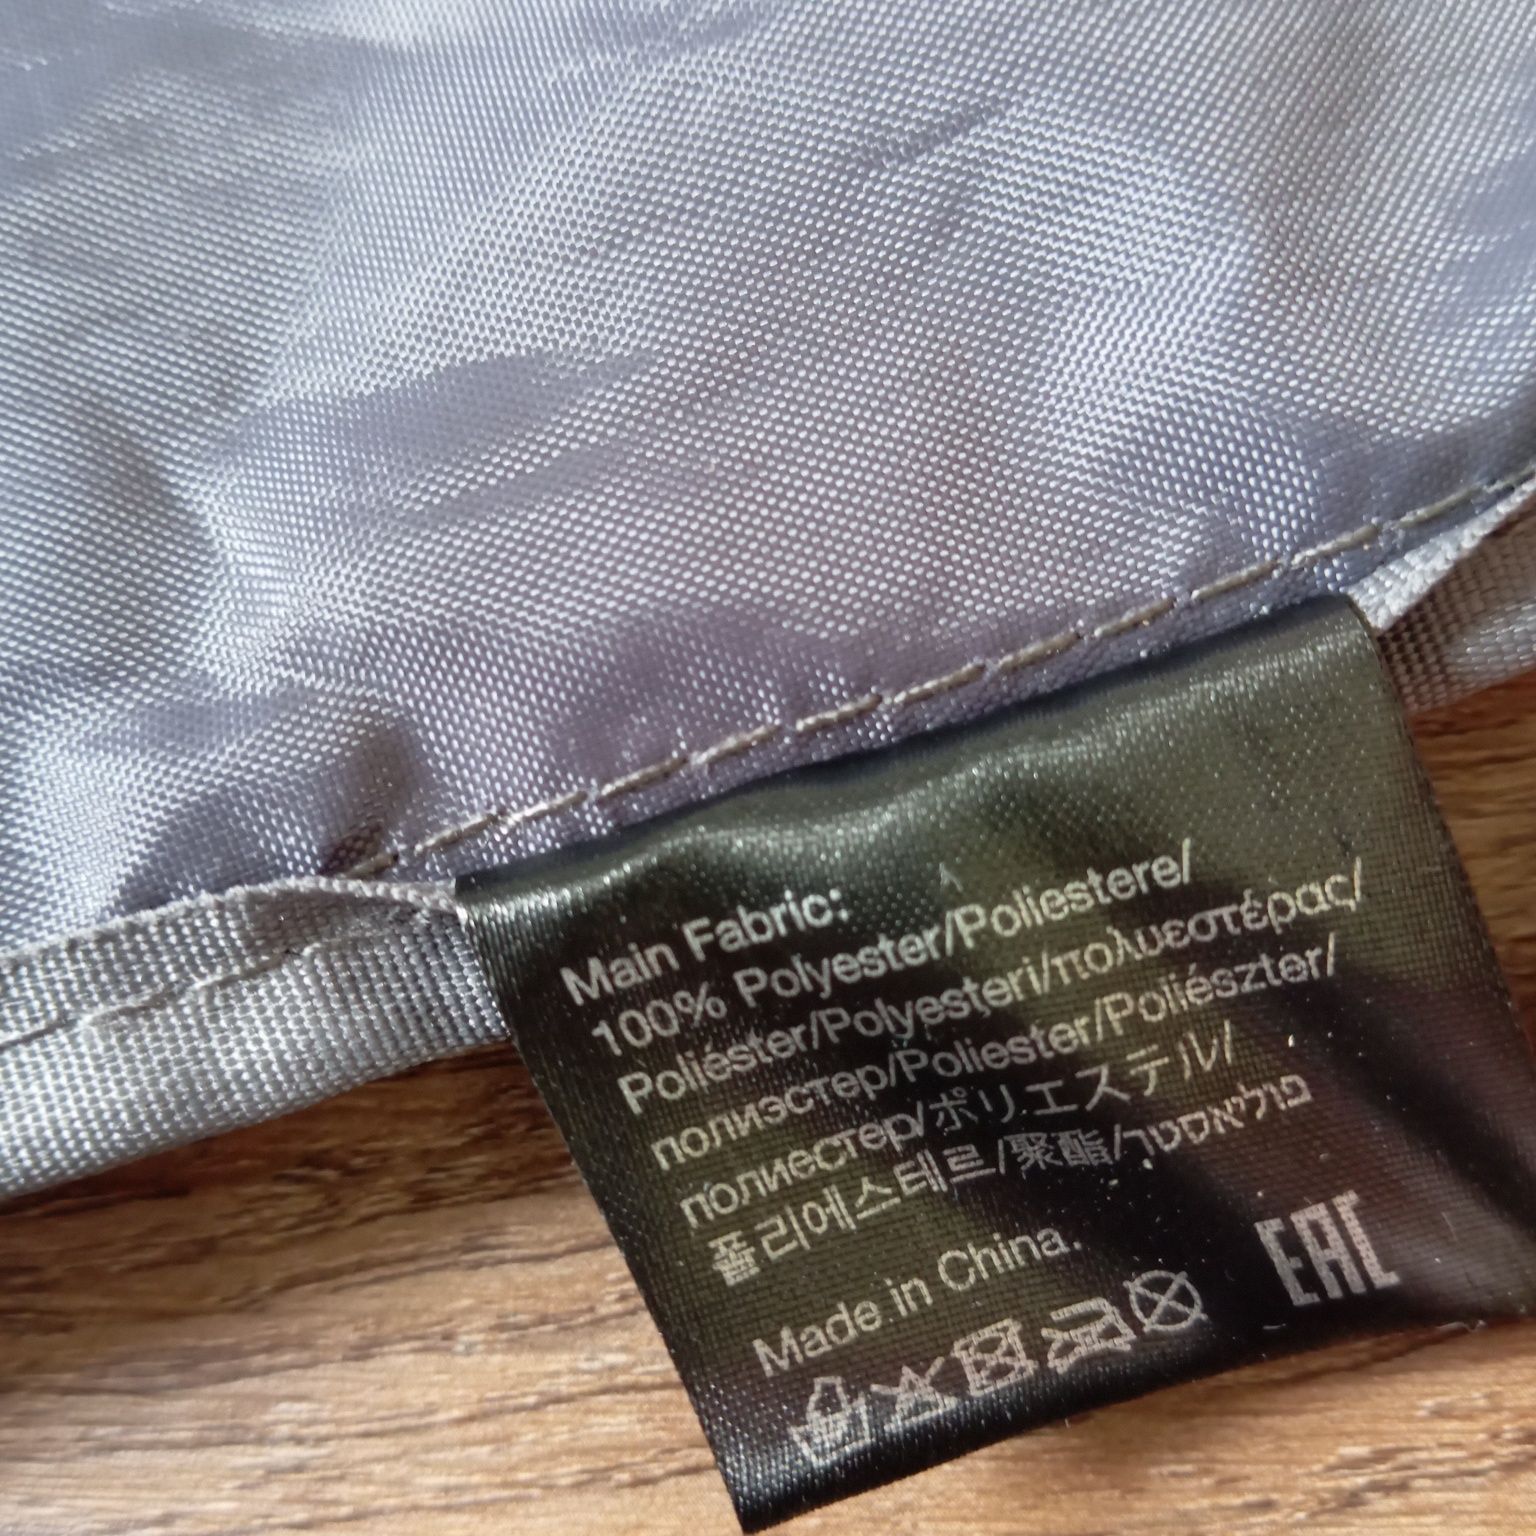 Main Fabric:
100% Polyester/Poliestere/
Poliéster/Polyesteri/πολυεστέρας/
полиэстер/Poliester/Poliészter/
полиестер/ポリエステル/
폴리에스테르/聚酯/פוליאסטר
Made in China.
EAC